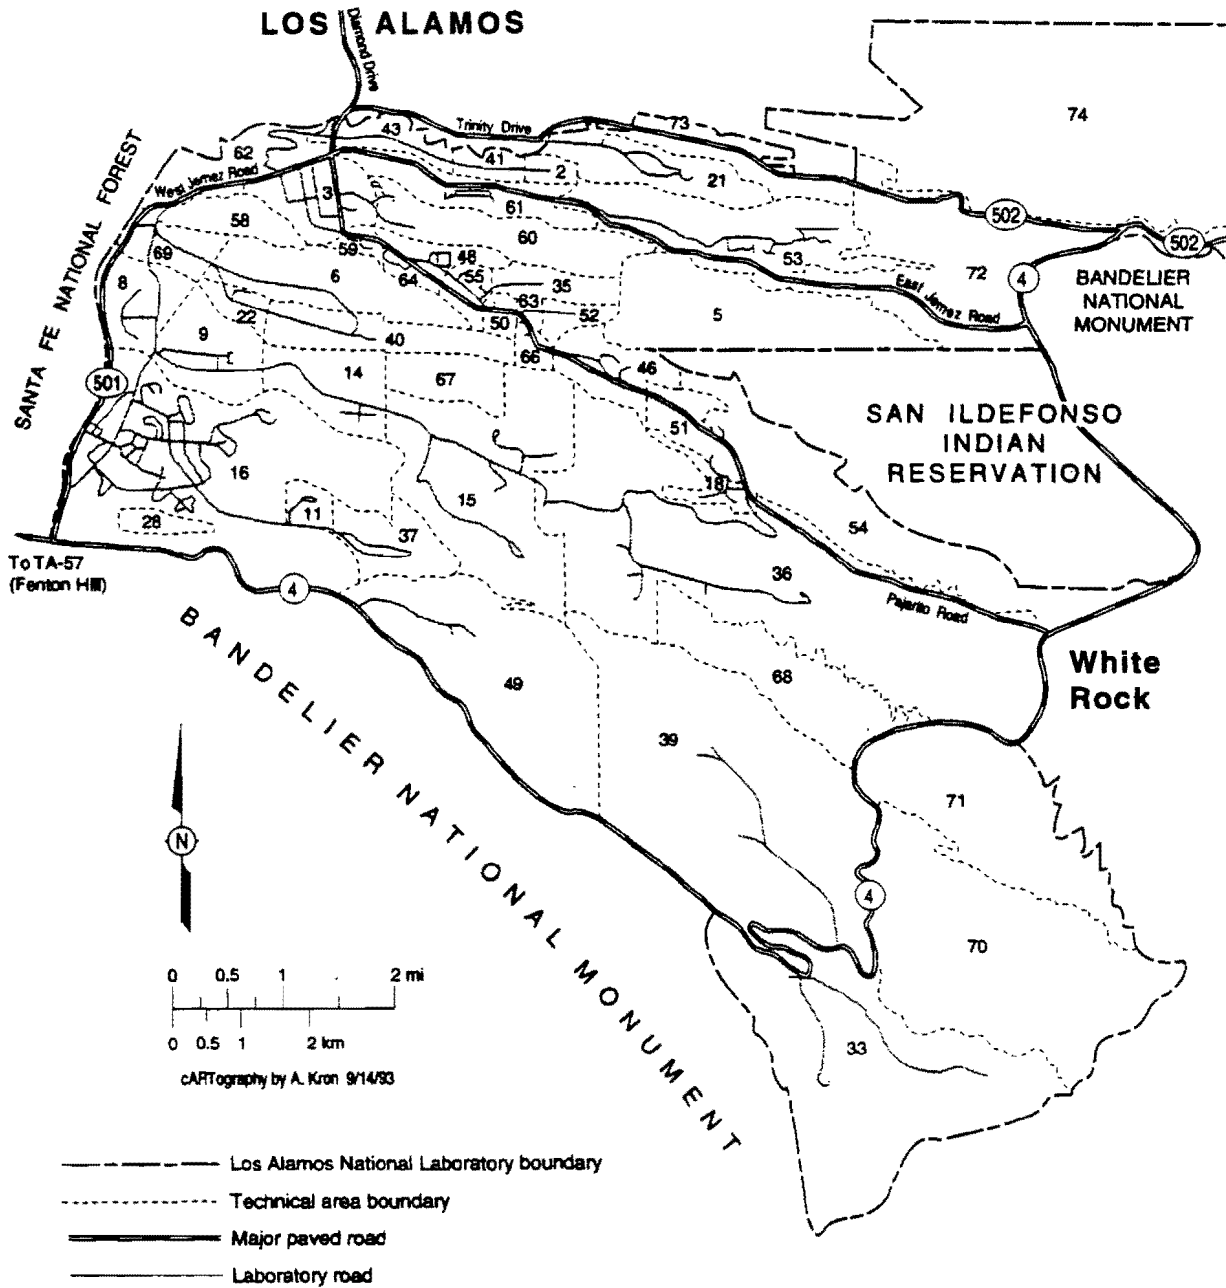 LOS ALAMOS
Diamond Drive
74
73
43
Trinity Drive
62
41
2
21
West Jemez Road
3
SANTA FE NATIONAL FOREST
58
61
502
60
502
59
69
48
53
72
8
6
64
55
35
4
BANDELIER
NATIONAL
MONUMENT
63
East Jemez Road
22
50
52
5
9
40
66
14
67
46
501
51
SAN ILDEFONSO
INDIAN
RESERVATION
16
15
18
11
28
37
54
To TA-57
(Fenton Hill)
4
36
Pajarito Road
BANDELIER NATIONAL MONUMENT
White
Rock
49
68
39
71
N
4
70
0 0.5 1 2 mi
0 0.5 1 2 km
33
cARTography by A. Kron 9/14/93
Los Alamos National Laboratory boundary
Technical area boundary
Major paved road
Laboratory road